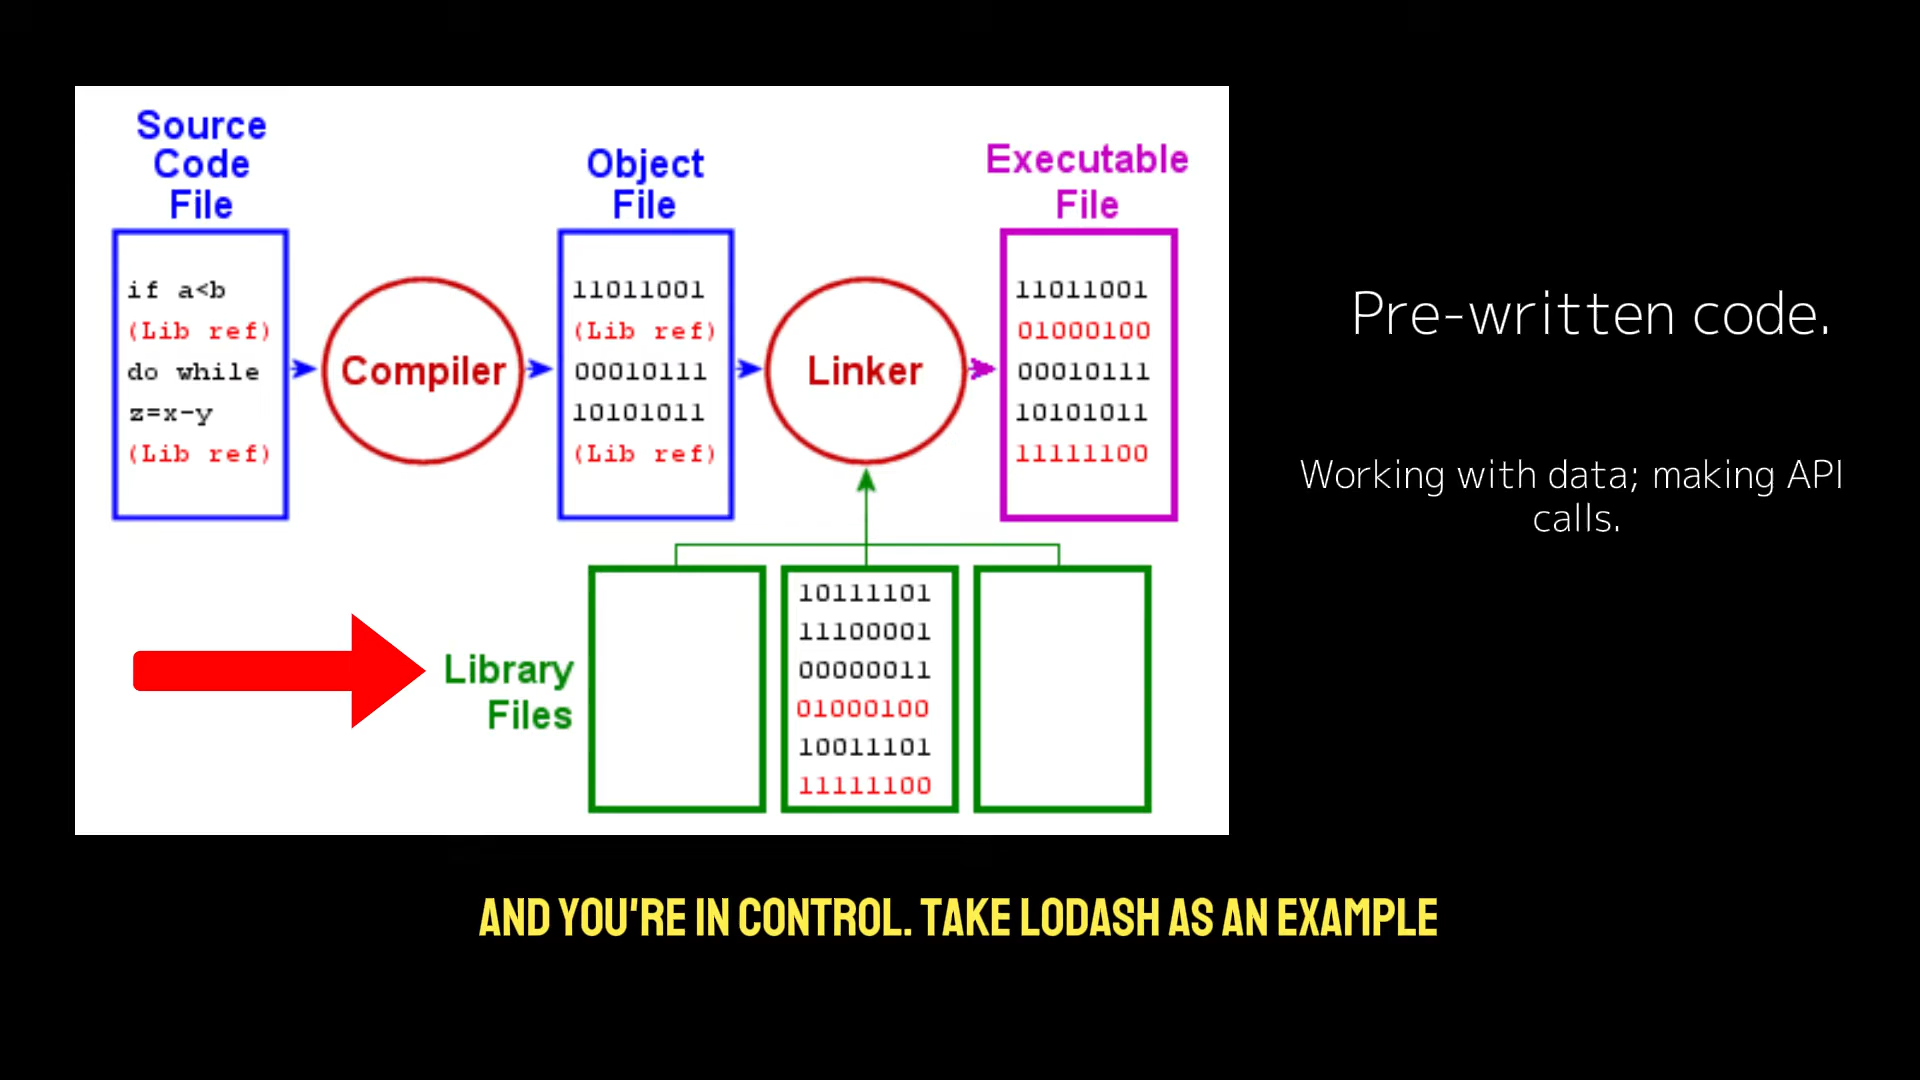 Source
Code
File
if a<b
(Lib ref)
do while
z=x-y
(Lib ref)
Compiler
Object
File
11011001
(Lib ref)
00010111
10101011
(Lib ref)
Linker
Executable
File
11011001
01000100
00010111
10101011
11111100
Library
Files
10111101
11100001
00000011
01000100
10011101
11111100
Pre-written code.
Working with data; making API
calls.
AND YOU'RE IN CONTROL. TAKE LODASH AS AN EXAMPLE